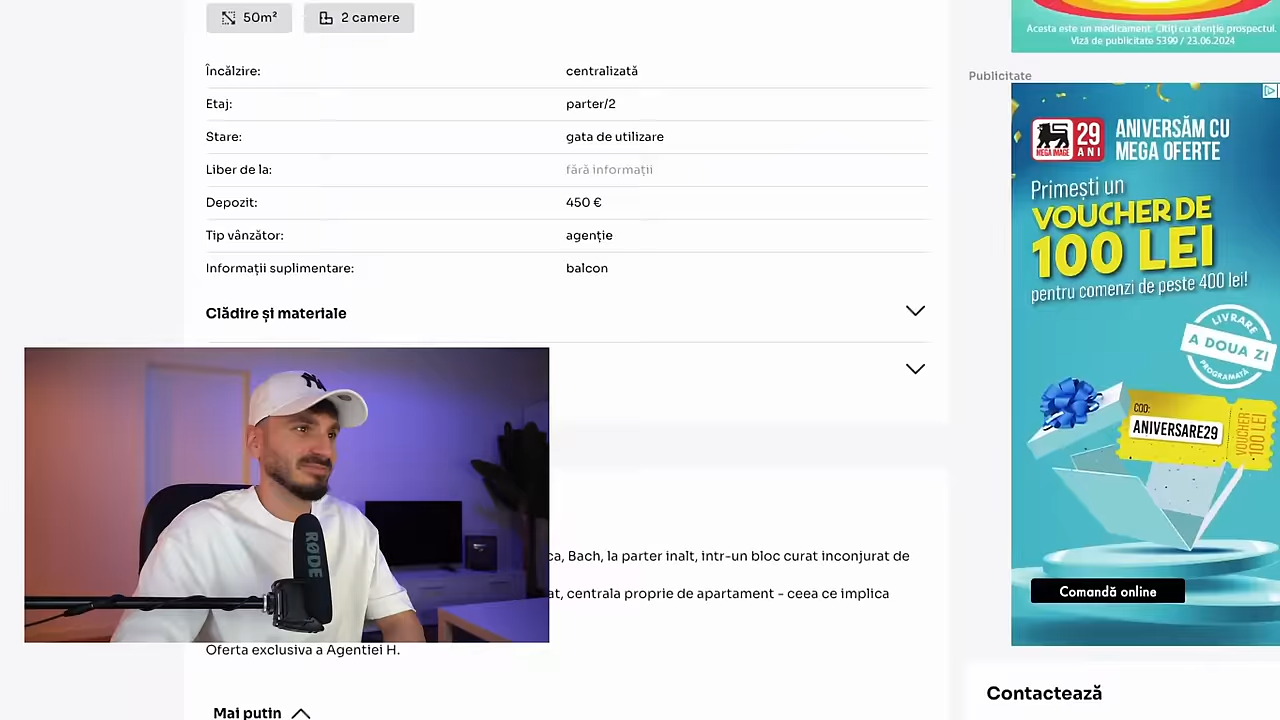 50m²
2 camere
Încălzire: centralizată
Etaj: parter/2
Stare: gata de utilizare
Liber de la: fără informații
Depozit: 450 €
Tip vânzător: agenție
Informații suplimentare: balcon
Clădire și materiale
Bach, la parter inalt, intr-un bloc curat inconjurat de
centrala proprie de apartament - ceea ce implica
Oferta exclusiva a Agentiei H.
Mai puțin
RØDE
Acesta este un medicament. Citiți cu atenție prospectul.
Viză de publicitate 5399 / 23.06.2024
Publicitate
MEGA IMAGE
29
ANI
ANIVERSĂM CU
MEGA OFERTE
Primești un
VOUCHER DE
100 LEI
pentru comenzi de peste 400 lei!
LIVRARE
A DOUA ZI
PROGRAMATĂ
COD:
ANIVERSARE29
VOUCHER
100 LEI
Comandă online
Contactează